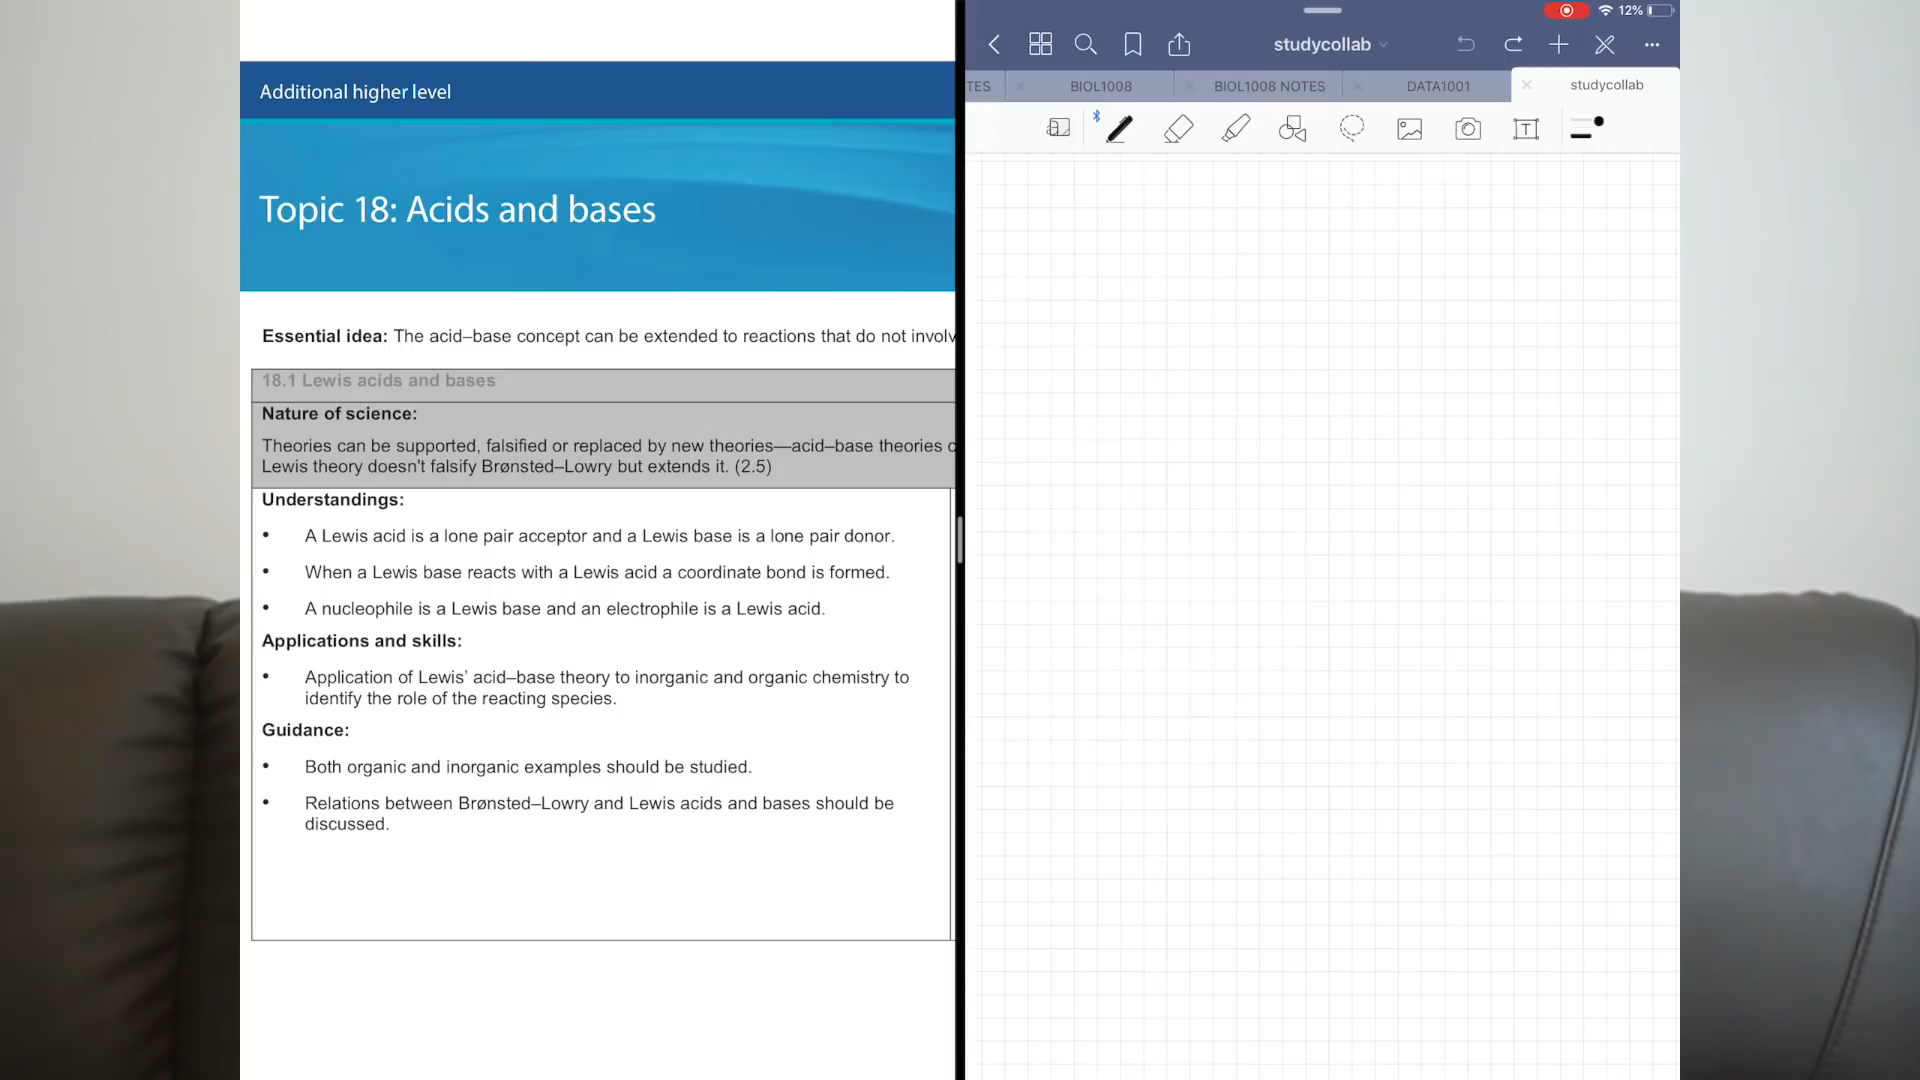 Additional higher level
Topic 18: Acids and bases
Essential idea: The acid–base concept can be extended to reactions that do not involv
18.1 Lewis acids and bases
Nature of science:
Theories can be supported, falsified or replaced by new theories—acid–base theories c
Lewis theory doesn't falsify Brønsted–Lowry but extends it. (2.5)
Understandings:
• A Lewis acid is a lone pair acceptor and a Lewis base is a lone pair donor.
• When a Lewis base reacts with a Lewis acid a coordinate bond is formed.
• A nucleophile is a Lewis base and an electrophile is a Lewis acid.
Applications and skills:
• Application of Lewis’ acid–base theory to inorganic and organic chemistry to
identify the role of the reacting species.
Guidance:
• Both organic and inorganic examples should be studied.
• Relations between Brønsted–Lowry and Lewis acids and bases should be
discussed.
12%
studycollab
TES
BIOL1008
BIOL1008 NOTES
DATA1001
studycollab